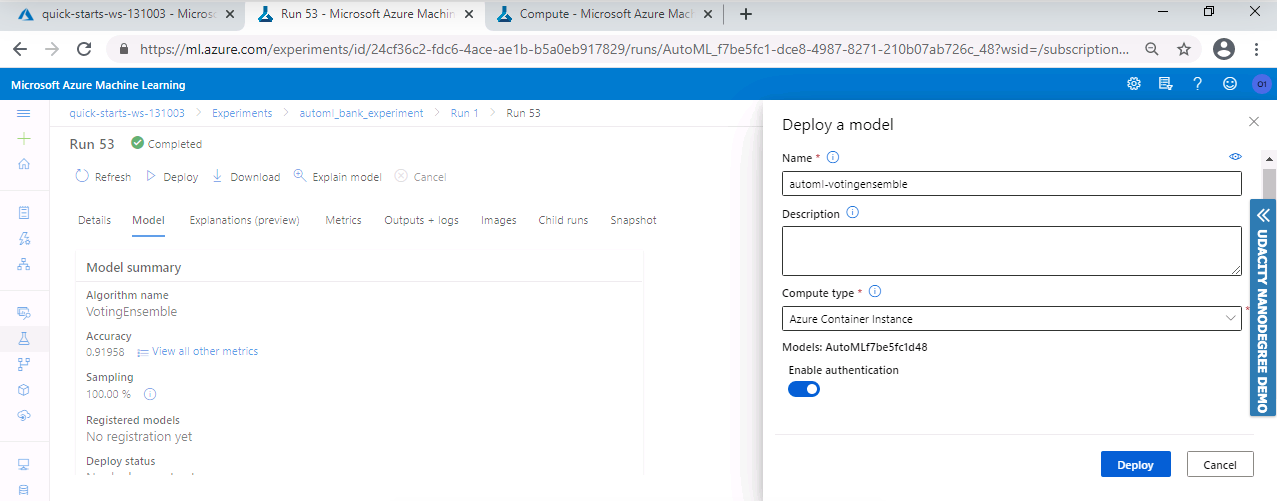 quick-starts-ws-131003 - Micros
Run 53 - Microsoft Azure Machin
Compute - Microsoft Azure Mach
https://ml.azure.com/experiments/id/24cf36c2-fdc6-4ace-ae1b-b5a0eb917829/runs/AutoML_f7be5fc1-dce8-4987-8271-210b07ab726c_48?wsid=/subscription...
Microsoft Azure Machine Learning
O1
quick-starts-ws-131003 > Experiments > automl_bank_experiment > Run 1 > Run 53
Run 53 Completed
Refresh Deploy Download Explain model Cancel
Details Model Explanations (preview) Metrics Outputs + logs Images Child runs Snapshot
Model summary
Algorithm name
VotingEnsemble
Accuracy
0.91958 View all other metrics
Sampling
100.00 %
Registered models
No registration yet
Deploy status
Deploy a model
Name *
automl-votingensemble
Description
Compute type *
Azure Container Instance
*
Models: AutoMLf7be5fc1d48
Enable authentication
Deploy Cancel
UDACITY NANODEGREE DEMO